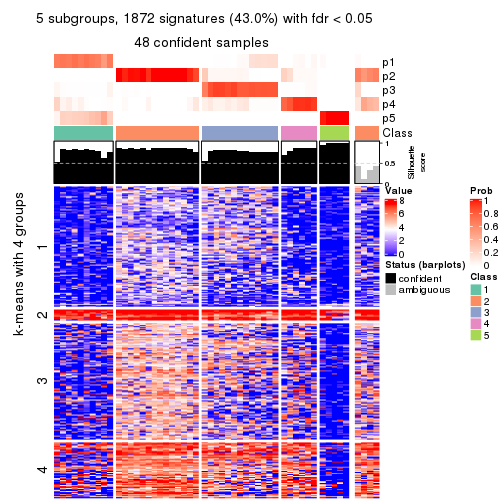 5 subgroups, 1872 signatures (43.0%) with fdr < 0.05
48 confident samples
p1
p2
p3
p4
p5
Class
1
0.5
0
Silhouette
score
k-means with 4 groups
1
2
3
4
Value
8
6
4
2
0
Status (barplots)
confident
ambiguous
Prob
1
0.8
0.6
0.4
0.2
0
Class
1
2
3
4
5